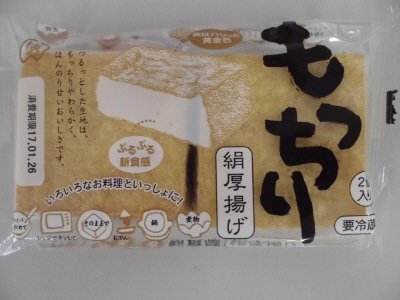 皮はパリッと
黄金色
もっちり
絹厚揚げ
つるっとした生地は、
もっちりやわらかく、
ほんのり甘いおいしさです。
ぷるぷる
新食感
消費期限17.01.26
いろいろなお料理といっしょに!
そのままで
おでん
鍋
煮物
要冷蔵